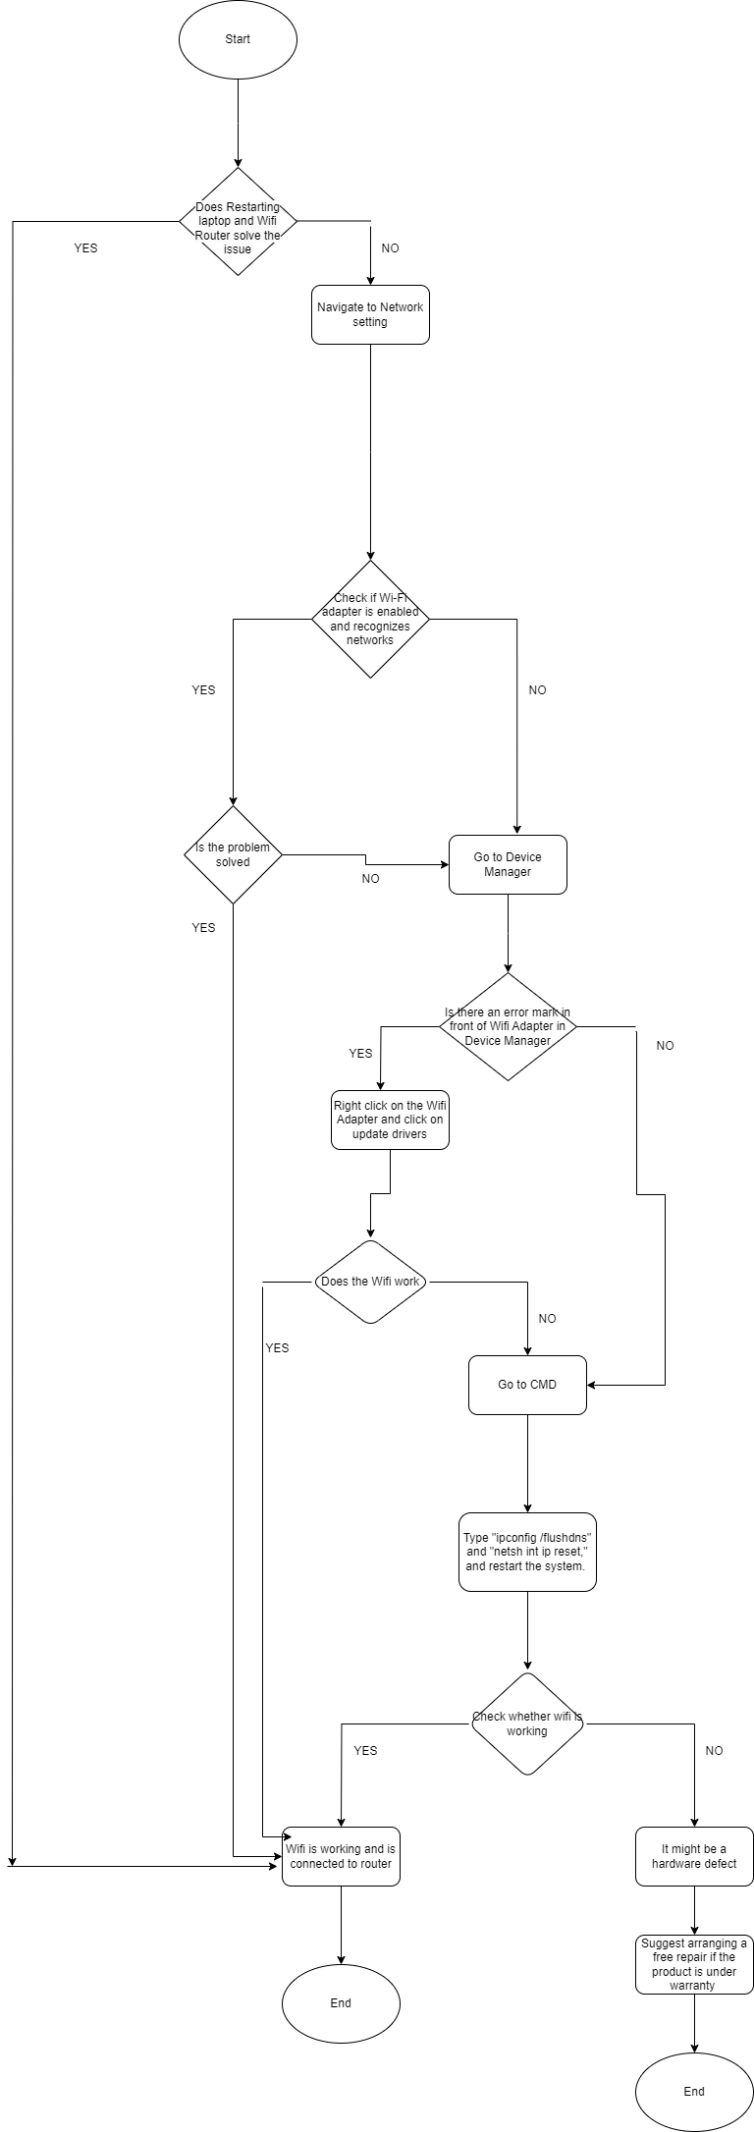 Start
Does Restarting
laptop and Wifi
Router solve the
issue
YES
NO
Navigate to Network
setting
Check if Wi-Fi
adapter is enabled
and recognizes
networks
YES
NO
Is the problem
solved
Go to Device
Manager
NO
YES
Is there an error mark in
front of Wifi Adapter in
Device Manager
YES
NO
Right click on the Wifi
Adapter and click on
update drivers
Does the Wifi work
NO
YES
Go to CMD
Type "ipconfig /flushdns"
and "netsh int ip reset,"
and restart the system.
Check whether wifi is
working
YES
NO
Wifi is working and is
connected to router
It might be a
hardware defect
Suggest arranging a
free repair if the
product is under
warranty
End
End